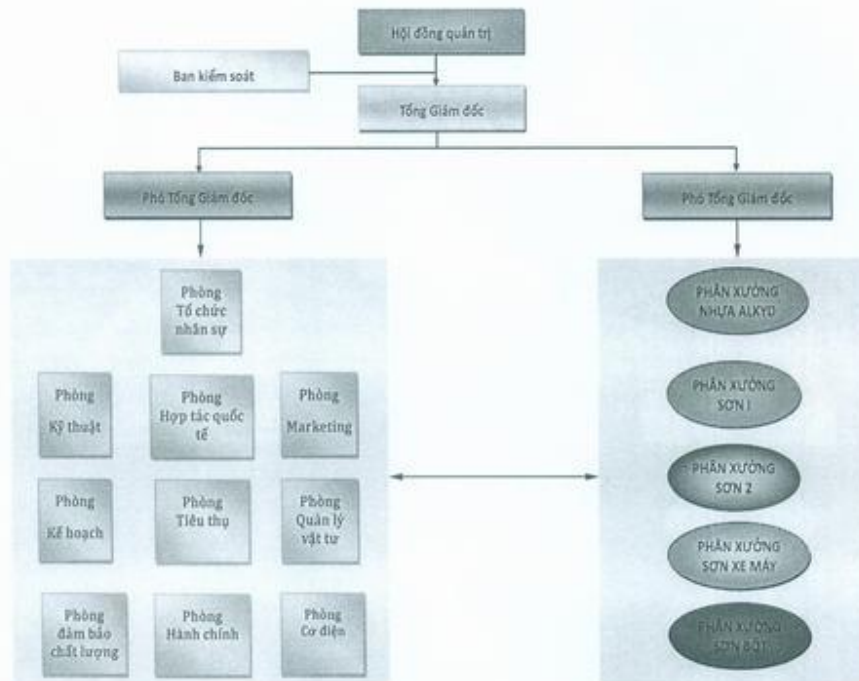 Hội đồng quản trị
Ban kiểm soát
Tổng Giám đốc
Phó Tổng Giám đốc
Phó Tổng Giám đốc
Phòng
Tổ chức
nhân sự
Phòng
Kỹ thuật
Phòng
Hợp tác quốc
tế
Phòng
Marketing
Phòng
Kế hoạch
Phòng
Tiêu thụ
Phòng
Quản lý
vật tư
Phòng
đảm bảo
chất lượng
Phòng
Hành chính
Phòng
Cơ điện
PHÂN XƯỞNG
NHỰA ALKYD
PHÂN XƯỞNG
SƠN 1
PHÂN XƯỞNG
SƠN 2
PHÂN XƯỞNG
SƠN XE MÁY
PHÂN XƯỞNG
SƠN BỘT